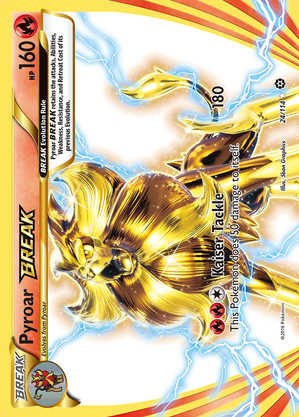 BREAK
Evolves from Pyroar
Pyroar BREAK
HP 160
BREAK Evolution Rule
Pyroar BREAK retains the attacks, Abilities,
Weakness, Resistance, and Retreat Cost of its
previous Evolution.
Kaiser Tackle 180
This Pokémon does 50 damage to itself.
Illus. 5ban Graphics
24/114
©2016 Pokémon